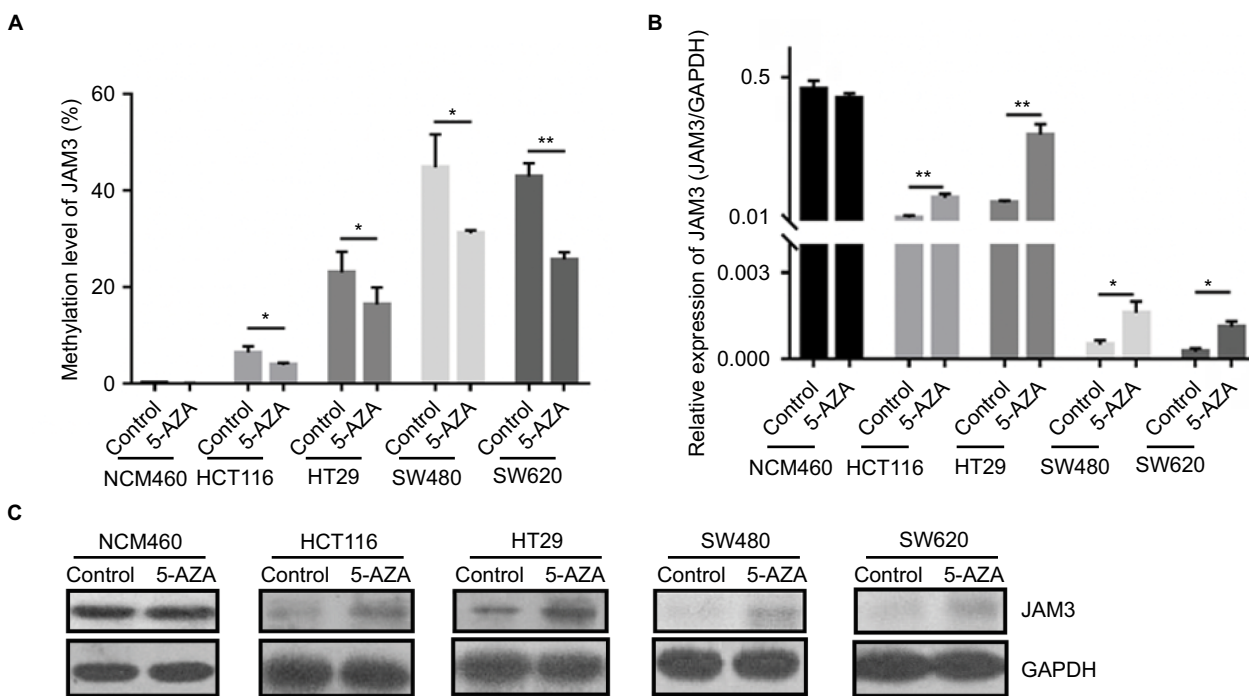 A
Methylation level of JAM3 (%)
60
40
20
0
*
*
*
**
Control 5-AZA Control 5-AZA Control 5-AZA Control 5-AZA Control 5-AZA
NCM460 HCT116 HT29 SW480 SW620
B
Relative expression of JAM3 (JAM3/GAPDH)
0.5
0.01
0.003
0.000
**
**
*
*
Control 5-AZA Control 5-AZA Control 5-AZA Control 5-AZA Control 5-AZA
NCM460 HCT116 HT29 SW480 SW620
C
NCM460 HCT116 HT29 SW480 SW620
Control 5-AZA Control 5-AZA Control 5-AZA Control 5-AZA Control 5-AZA
JAM3
GAPDH